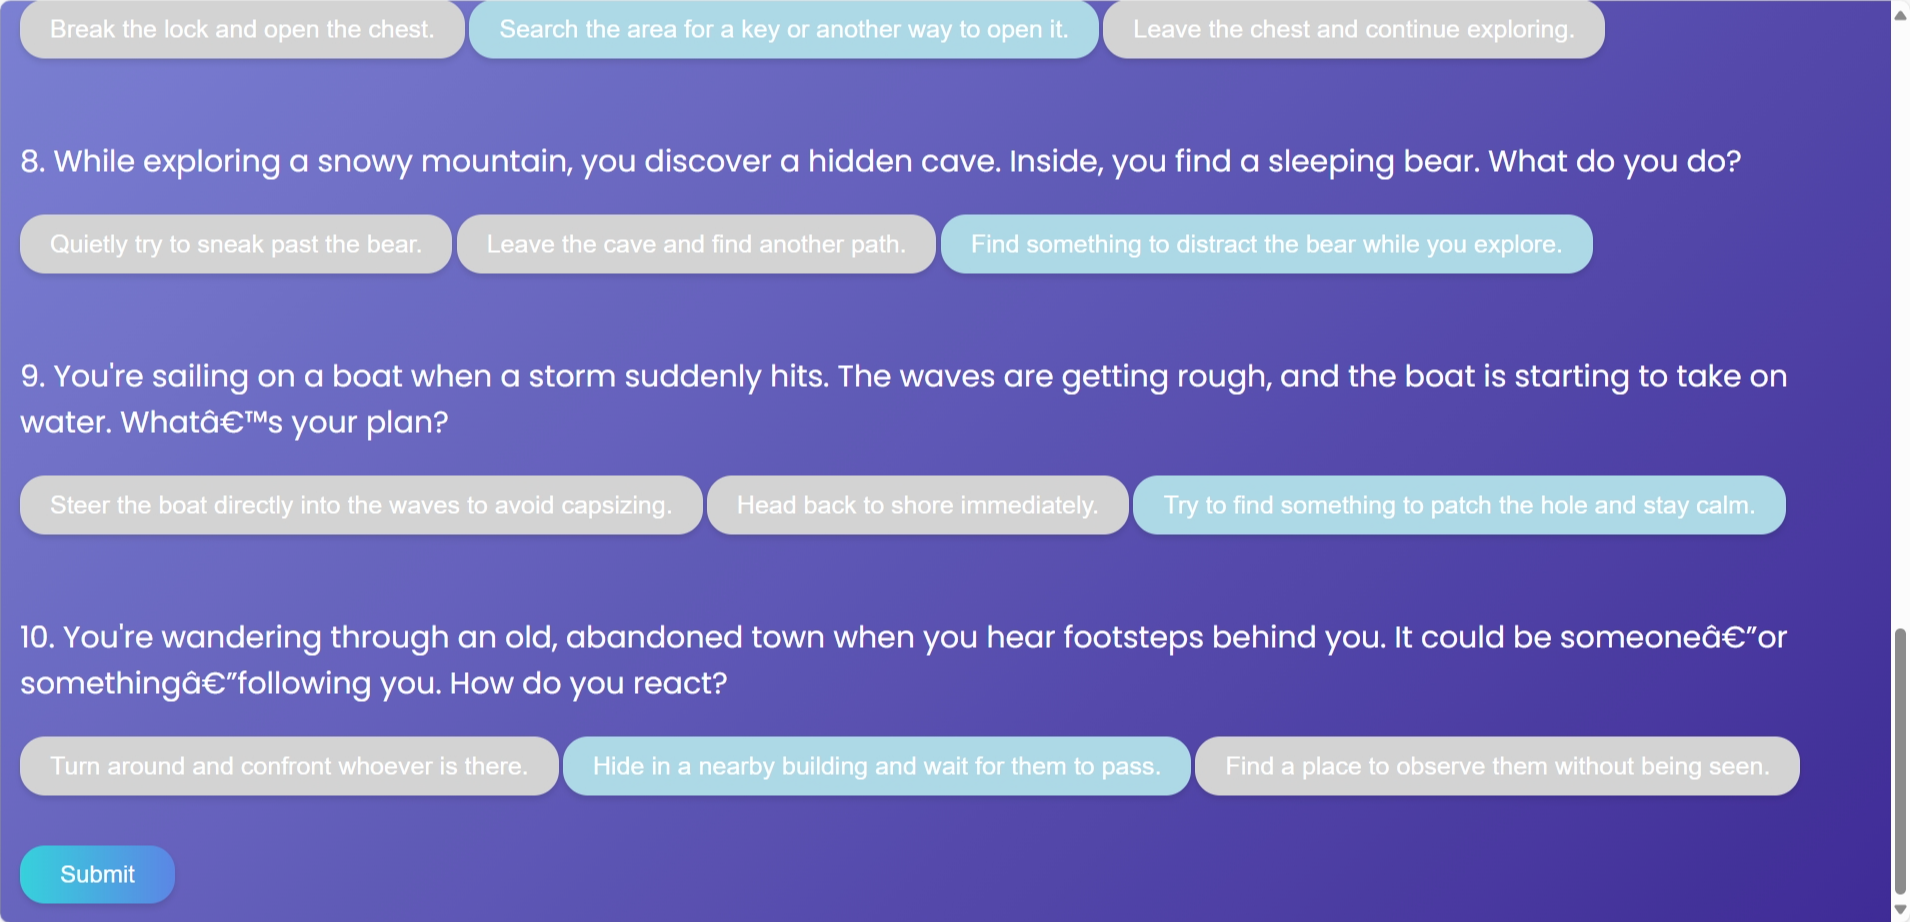 Break the lock and open the chest. Search the area for a key or another way to open it. Leave the chest and continue exploring.
8. While exploring a snowy mountain, you discover a hidden cave. Inside, you find a sleeping bear. What do you do?
Quietly try to sneak past the bear. Leave the cave and find another path. Find something to distract the bear while you explore.
9. You're sailing on a boat when a storm suddenly hits. The waves are getting rough, and the boat is starting to take on
water. Whatâ€™s your plan?
Steer the boat directly into the waves to avoid capsizing. Head back to shore immediately. Try to find something to patch the hole and stay calm.
10. You're wandering through an old, abandoned town when you hear footsteps behind you. It could be someoneâ€”or
somethingâ€”following you. How do you react?
Turn around and confront whoever is there. Hide in a nearby building and wait for them to pass. Find a place to observe them without being seen.
Submit